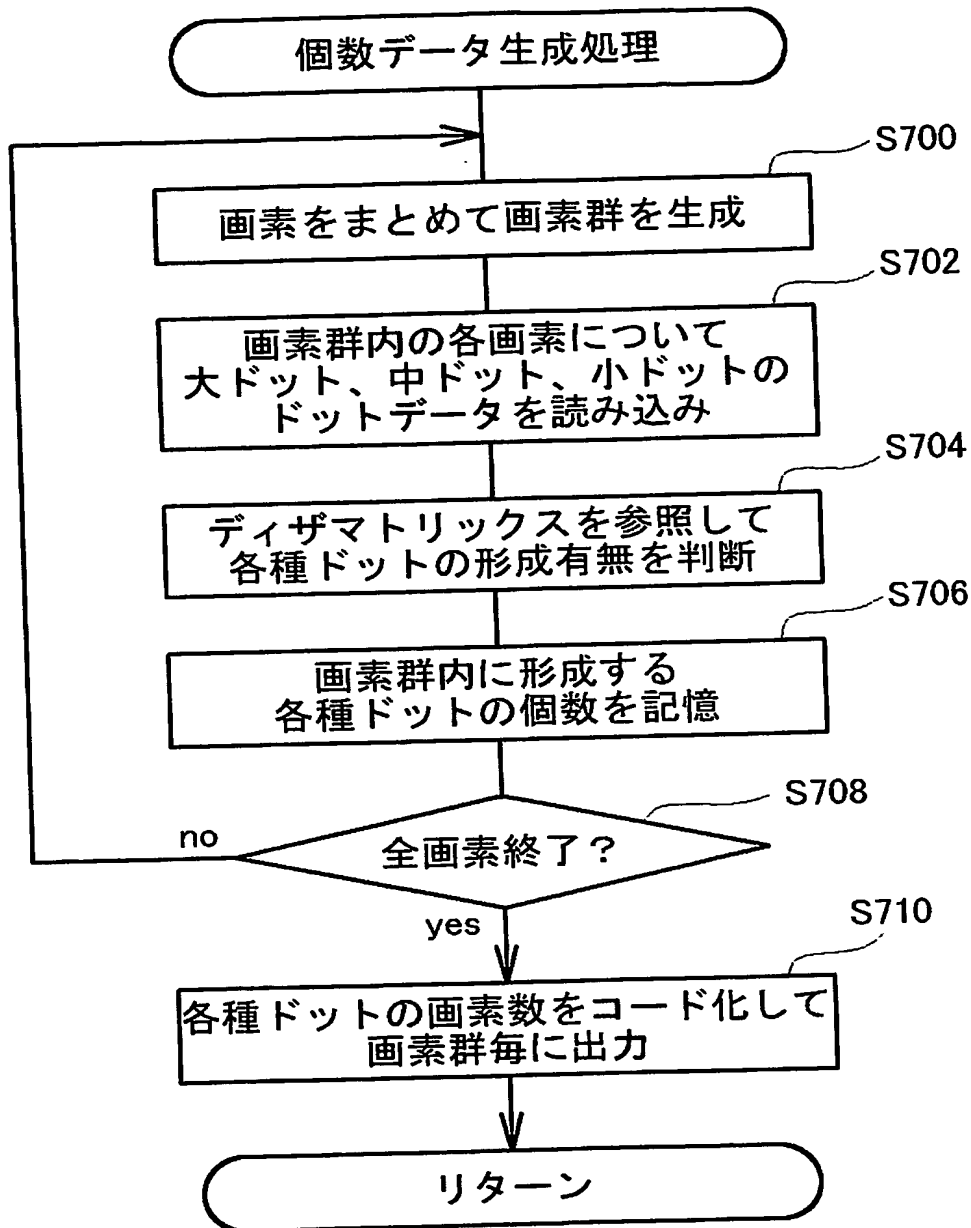 個数データ生成処理
S700
画素をまとめて画素群を生成
S702
画素群内の各画素について
大ドット、中ドット、小ドットの
ドットデータを読み込み
S704
ディザマトリックスを参照して
各種ドットの形成有無を判断
S706
画素群内に形成する
各種ドットの個数を記憶
S708
no
全画素終了？
yes
S710
各種ドットの画素数をコード化して
画素群毎に出力
リターン